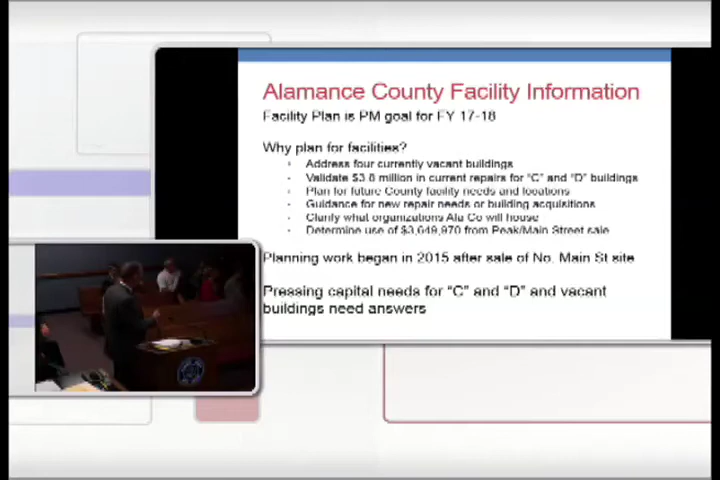 Alamance County Facility Information
Facility Plan is PM goal for FY 17-18
Why plan for facilities?
· Address four currently vacant buildings
· Validate $3.8 million in current repairs for "C" and "D" buildings
· Plan for future County facility needs and locations
· Guidance for new repair needs or building acquisitions
· Clarify what organizations Ala Co will house
· Determine use of $3,649,970 from Peak/Main Street sale
Planning work began in 2015 after sale of No. Main St site
Pressing capital needs for "C" and "D" and vacant
buildings need answers